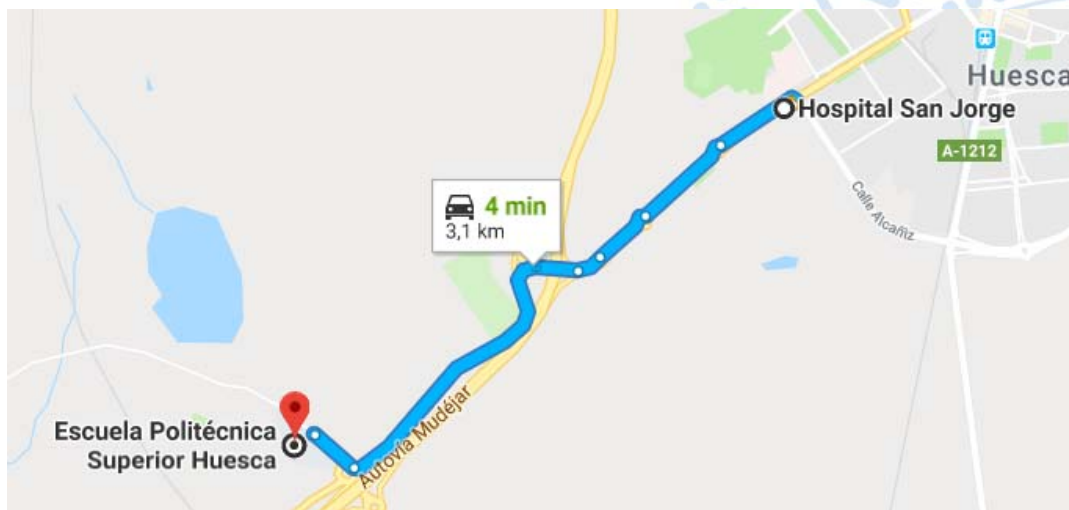 Huesca
Hospital San Jorge
A-1212
Calle Alcañiz
4 min
3,1 km
Autovía Mudéjar
Escuela Politécnica
Superior Huesca